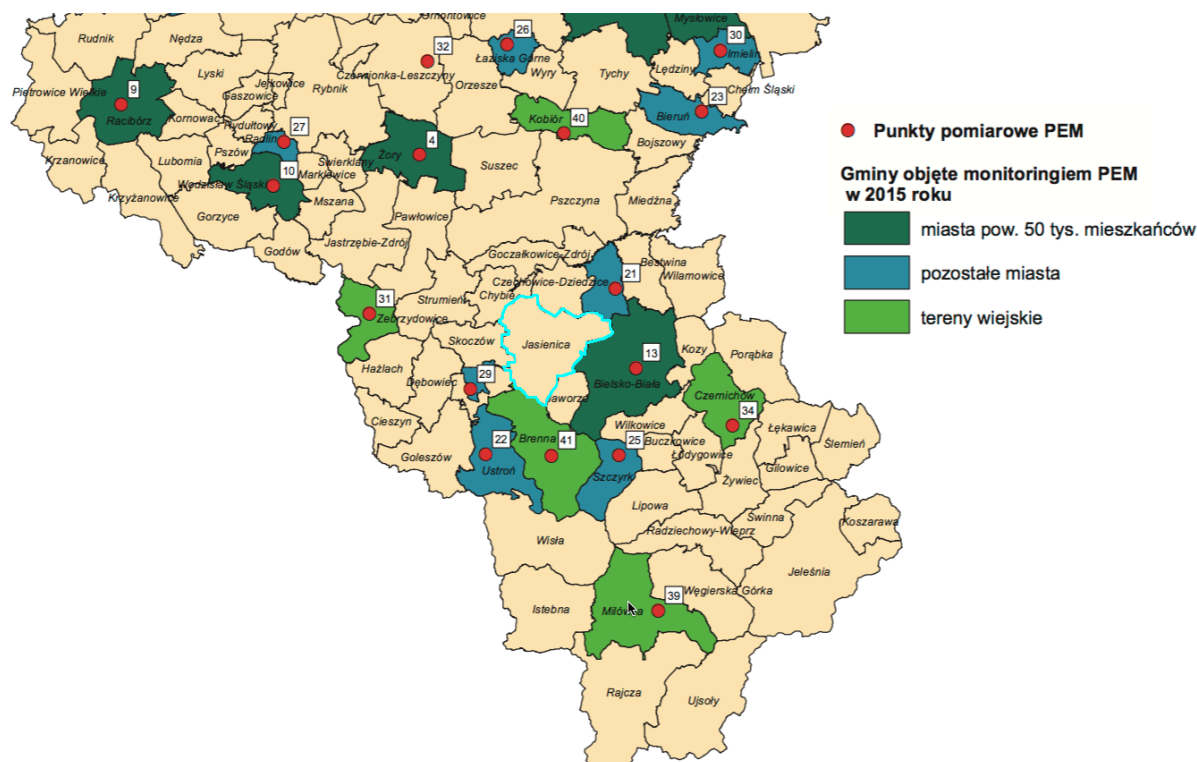 Ornontowice
26
Mysłowice
30
Rudnik
Nędza
32
Łaziska Górne
Imielin
Czerwionka-Leszczyny
Wyry
Tychy
Lędziny
9
Lyski
Jejkowice
Rybnik
Orzesze
Chełm Śląski
Pietrowice Wielkie
Gaszowice
23
Racibórz
Kornowac
40
Kobiór
Bieruń
Rydułtowy
27
4
Radlin
Bojszowy
Pszów
Krzanowice
Lubomia
10
Świerklany
Żory
Suszec
Marklowice
Wodzisław Śląski
Krzyżanowice
Mszana
Pszczyna
Miedźna
Gorzyce
Pawłowice
Jastrzębie-Zdrój
Godów
Goczałkowice-Zdrój
Bestwina
21
Wilamowice
Czechowice-Dziedzice
31
Strumień
Chybie
Zebrzydowice
Skoczów
Jasienica
13
Kozy
Porąbka
Hażlach
29
Dębowiec
Bielsko-Biała
Jaworze
Czernichów
34
Cieszyn
Wilkowice
Łękawica
22
Brenna
41
25
Buczkowice
Ślemień
Goleszów
Łodygowice
Ustroń
Szczyrk
Gilowice
Żywiec
Lipowa
Świnna
Koszarawa
Radziechowy-Wieprz
Wisła
Jeleśnia
Węgierska Górka
39
Istebna
Milówka
Rajcza
Ujsoły
Punkty pomiarowe PEM
Gminy objęte monitoringiem PEM
w 2015 roku
miasta pow. 50 tys. mieszkańców
pozostałe miasta
tereny wiejskie